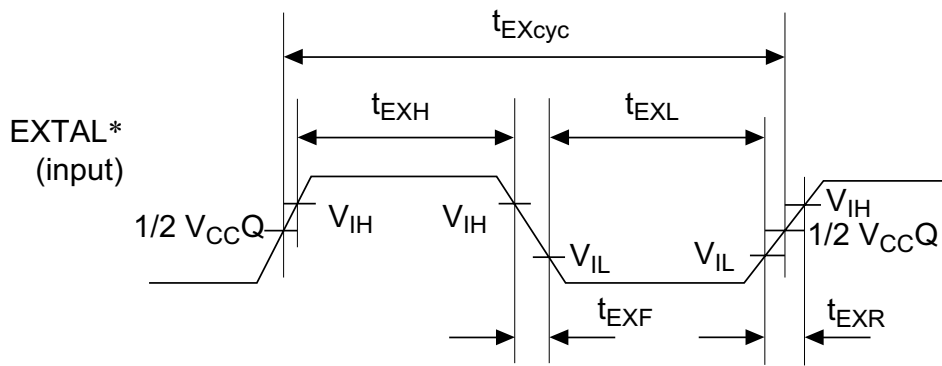 tEXcyc
tEXH
tEXL
EXTAL*
(input)
1/2 VCCQ
VIH
VIH
VIL
VIL
VIH
1/2 VCCQ
tEXF
tEXR